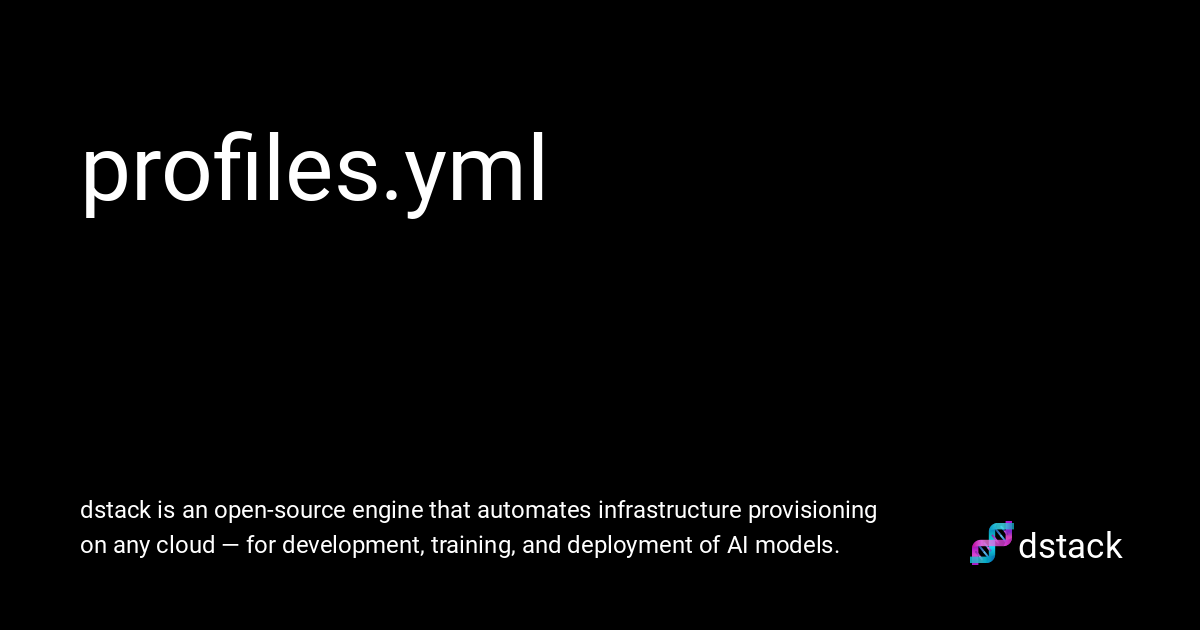 profiles.yml
dstack is an open-source engine that automates infrastructure provisioning
on any cloud — for development, training, and deployment of AI models.
dstack